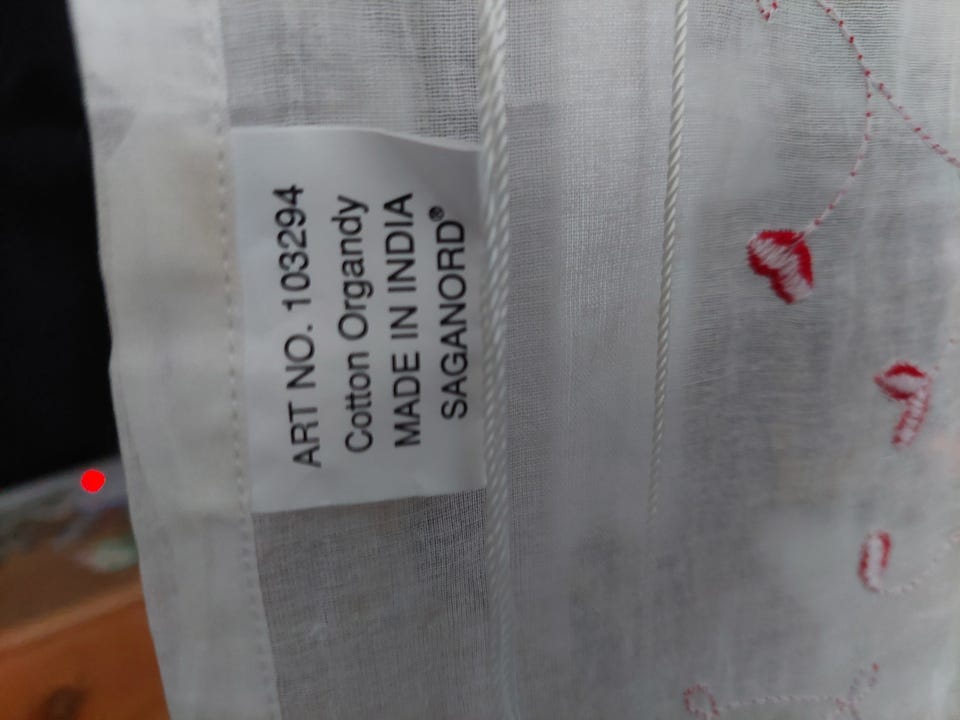 ART NO. 103294
Cotton Organdy
MADE IN INDIA
SAGANORD®